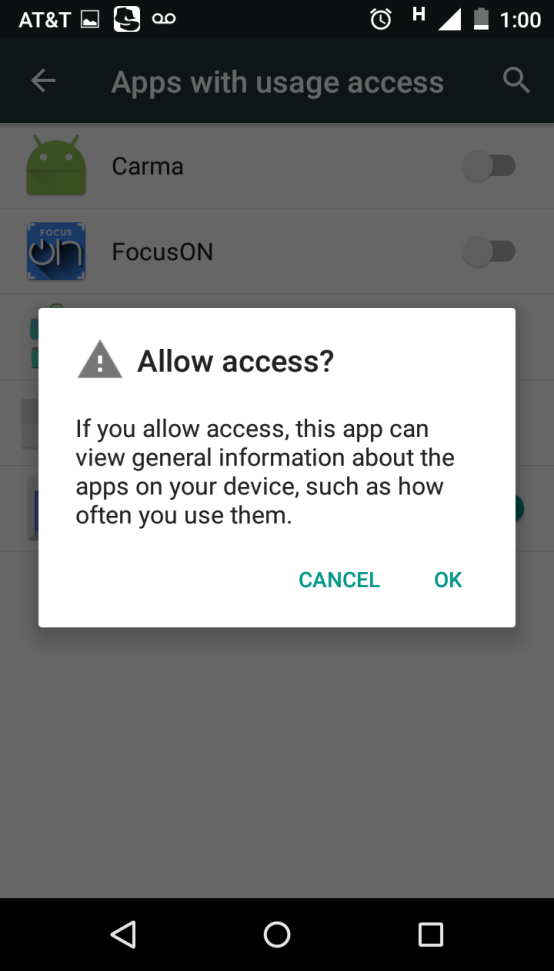 AT&T H 1:00
Apps with usage access
Carma
FOCUS
on
FocusON
Allow access?
If you allow access, this app can
view general information about the
apps on your device, such as how
often you use them.
CANCEL OK